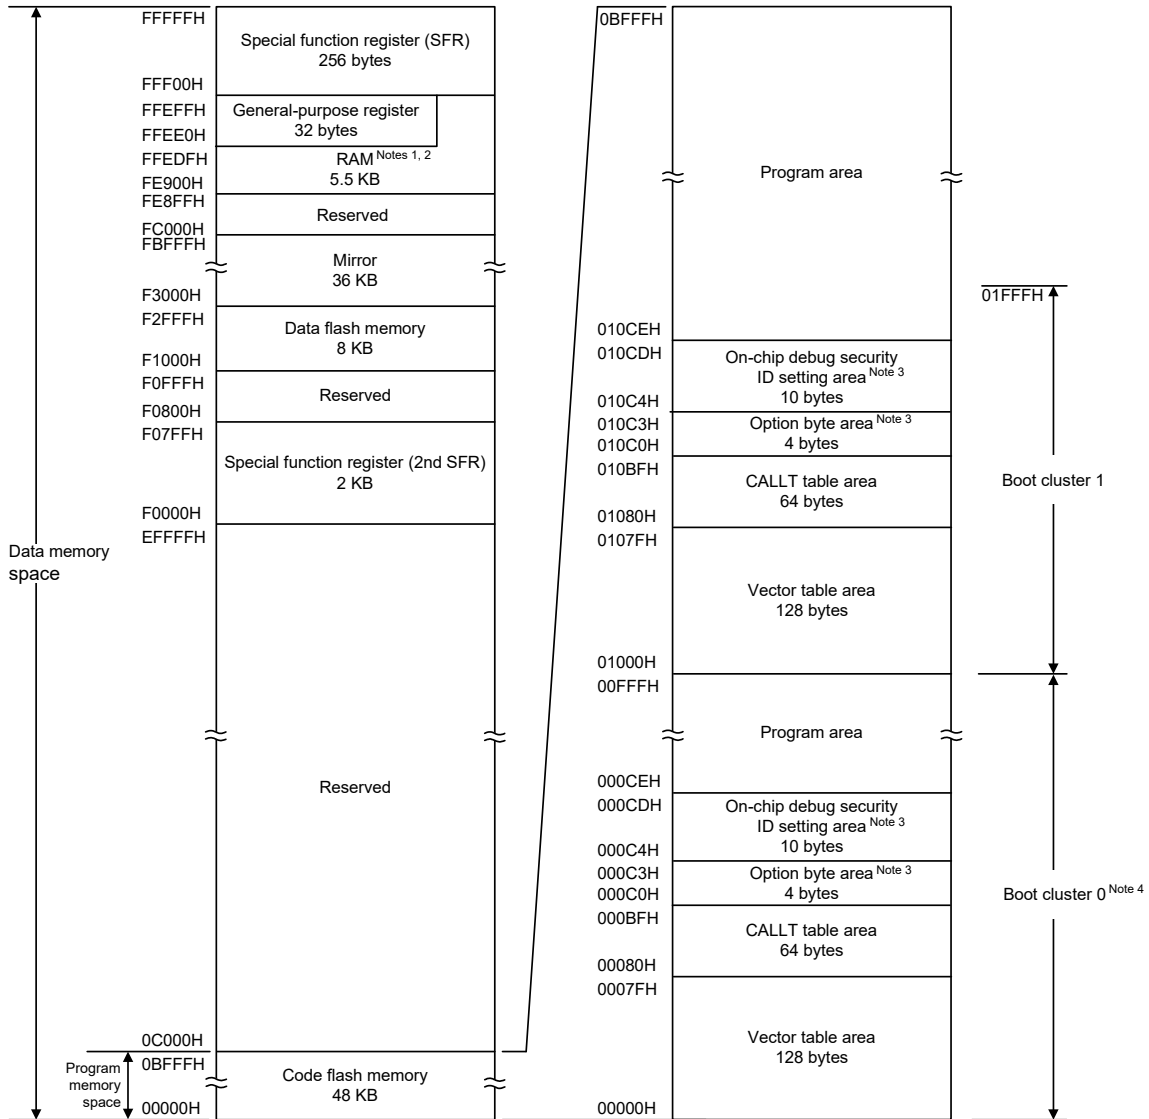 FFFFFH
Special function register (SFR)
256 bytes
FFF00H
FFEFFH
General-purpose register
32 bytes
FFEE0H
FFEDFH
RAM Notes 1, 2
5.5 KB
FE900H
FE8FFH
Reserved
FC000H
FBFFFH
Mirror
36 KB
F3000H
F2FFFH
Data flash memory
8 KB
F1000H
F0FFFH
Reserved
F0800H
F07FFH
Special function register (2nd SFR)
2 KB
F0000H
EFFFFH
Data memory
space
Reserved
0C000H
0BFFFH
Program
memory
space
Code flash memory
48 KB
00000H
0BFFFH
Program area
01FFFH
010CEH
010CDH
On-chip debug security
ID setting area Note 3
10 bytes
010C4H
010C3H
Option byte area Note 3
4 bytes
010C0H
010BFH
CALLT table area
64 bytes
Boot cluster 1
01080H
0107FH
Vector table area
128 bytes
01000H
00FFFH
Program area
000CEH
000CDH
On-chip debug security
ID setting area Note 3
10 bytes
000C4H
000C3H
Option byte area Note 3
4 bytes
000C0H
Boot cluster 0 Note 4
000BFH
CALLT table area
64 bytes
00080H
0007FH
Vector table area
128 bytes
00000H